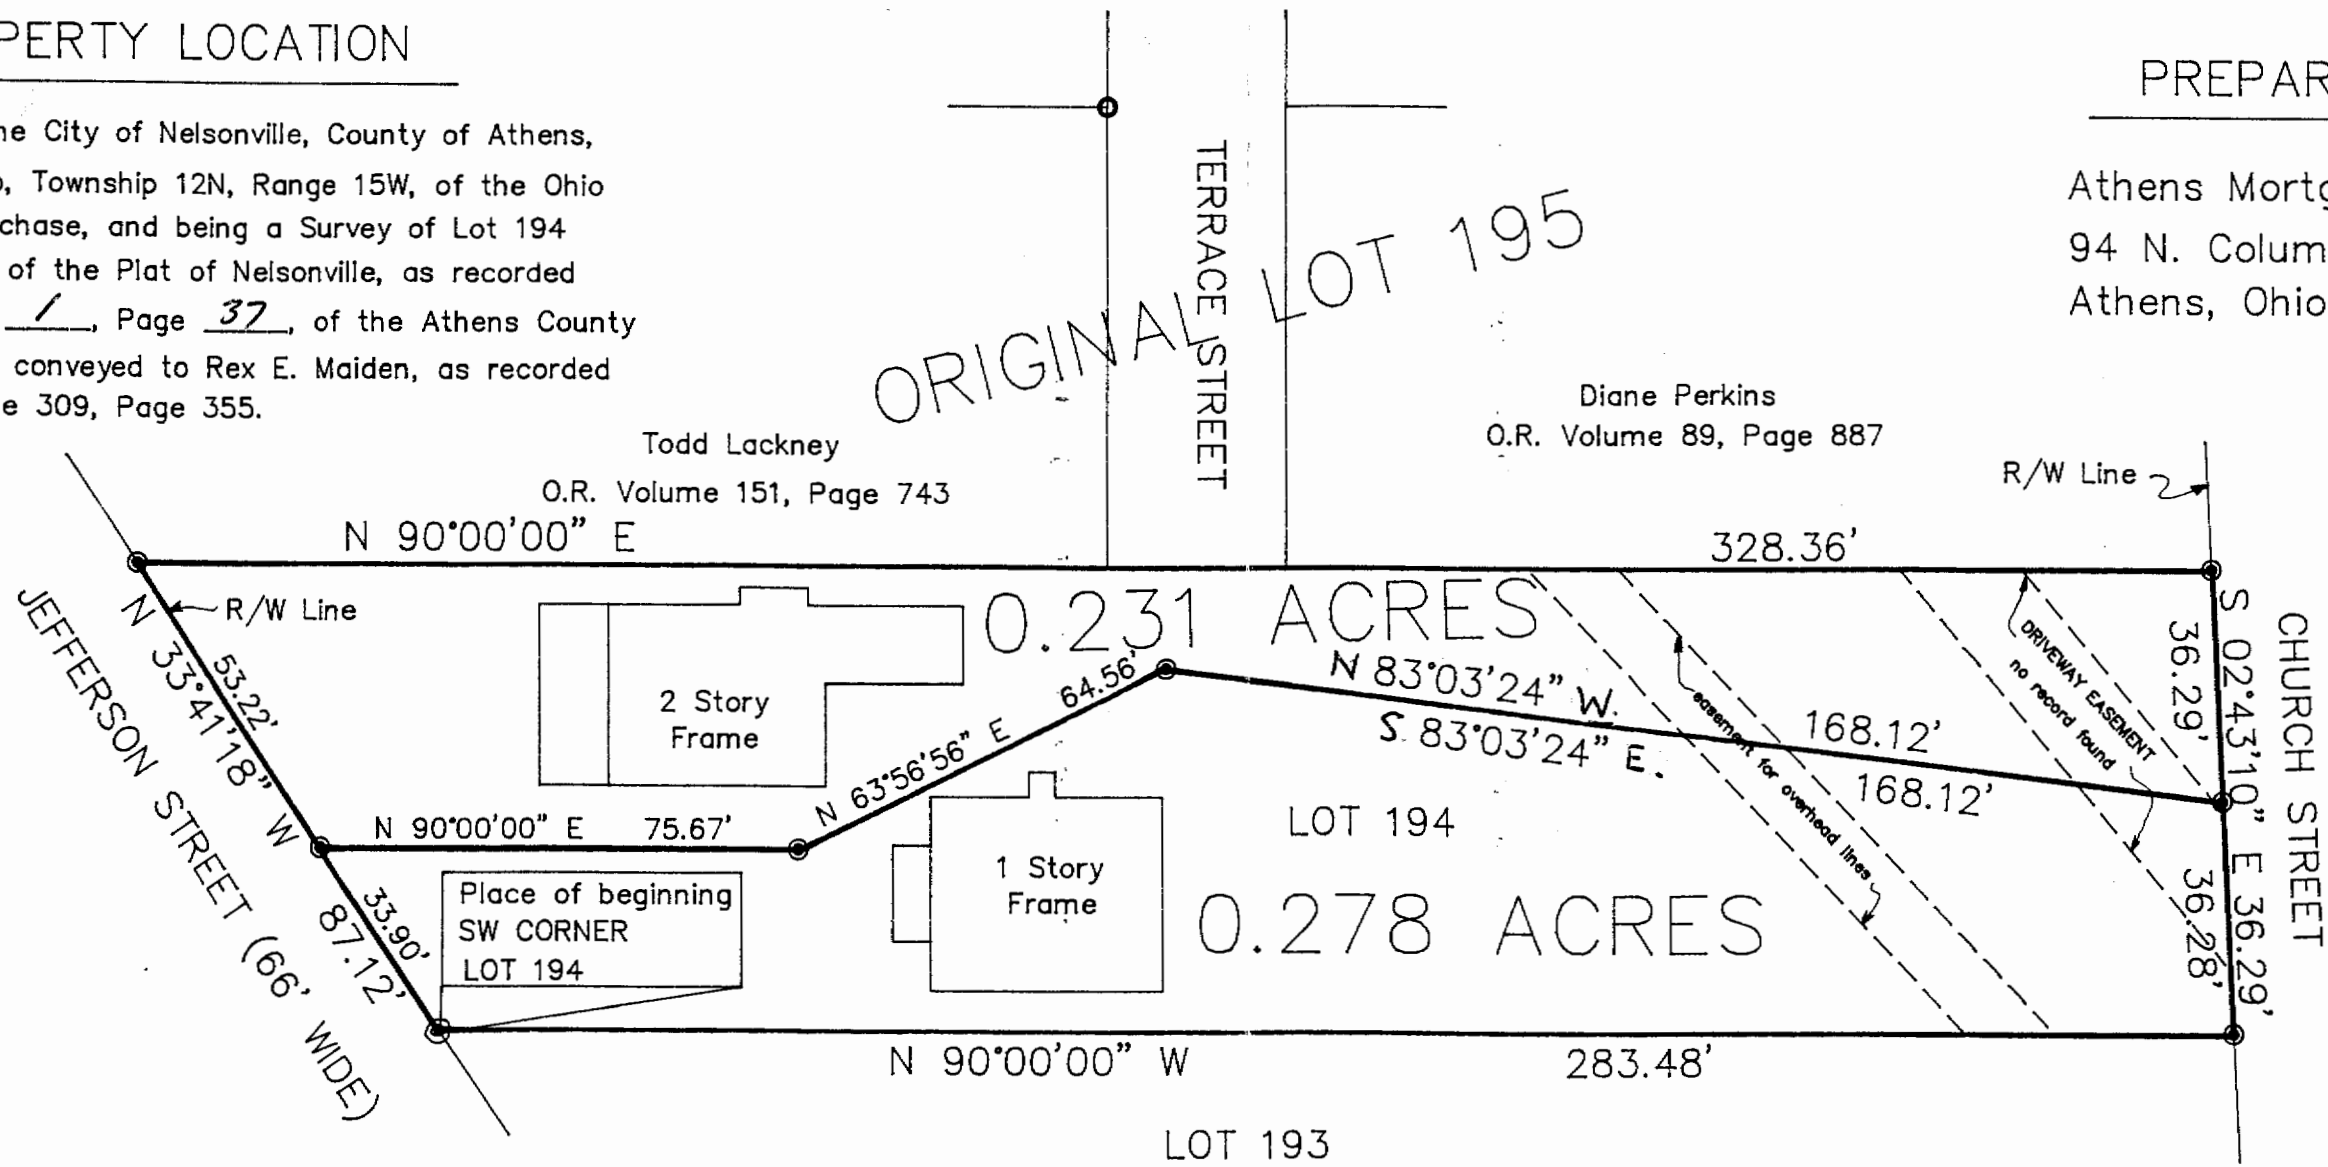 PERTY LOCATION
he City of Nelsonville, County of Athens,
o, Township 12N, Range 15W, of the Ohio
chase, and being a Survey of Lot 194
of the Plat of Nelsonville, as recorded
1, Page 37, of the Athens County
conveyed to Rex E. Maiden, as recorded
e 309, Page 355.
PREPAR
Athens Mortg
94 N. Colum
Athens, Ohio
TERRACE STREET
ORIGINAL LOT 195
Todd Lackney
O.R. Volume 151, Page 743
Diane Perkins
O.R. Volume 89, Page 887
R/W Line
N 90°00'00" E
328.36'
R/W Line
N 33°41'18" W
53.22'
33.90'
87.12'
JEFFERSON STREET (66' WIDE)
2 Story
Frame
0.231 ACRES
N 90°00'00" E 75.67'
N 63°56'56" E 64.56'
N 83°03'24" W.
168.12'
S 83°03'24" E.
168.12'
easement for overhead lines
DRIVEWAY EASEMENT
no record found
S 02°43'10" E 36.29'
36.29'
36.28'
CHURCH STREET
LOT 194
0.278 ACRES
1 Story
Frame
Place of beginning
SW CORNER
LOT 194
N 90°00'00" W
283.48'
LOT 193